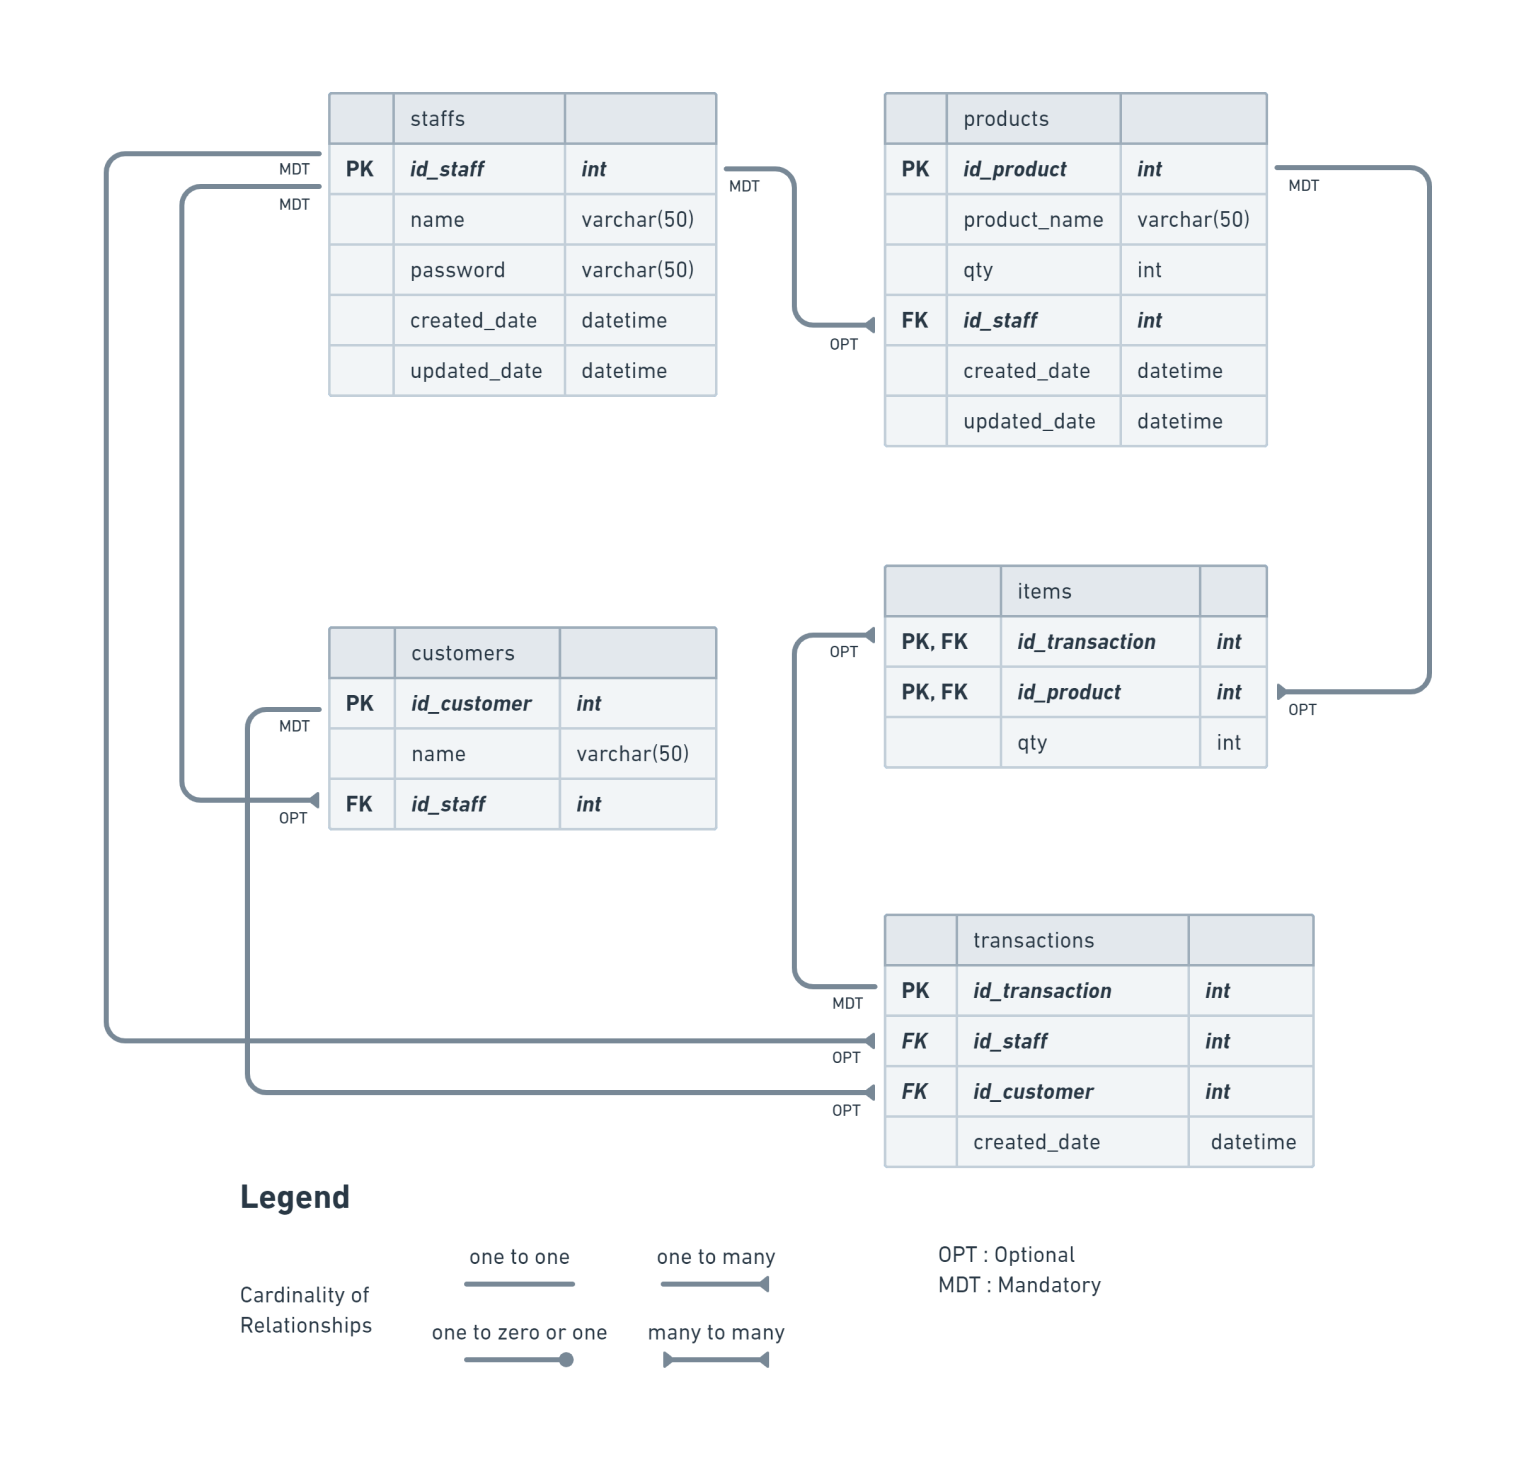 staffs
MDT
PK id_staff int
MDT
MDT
name varchar(50)
password varchar(50)
created_date datetime
updated_date datetime
products
PK id_product int
MDT
product_name varchar(50)
qty int
FK id_staff int
OPT
created_date datetime
updated_date datetime
items
PK, FK id_transaction int
OPT
PK, FK id_product int
OPT
qty int
customers
PK id_customer int
MDT
name varchar(50)
FK id_staff int
OPT
transactions
PK id_transaction int
MDT
FK id_staff int
OPT
FK id_customer int
OPT
created_date datetime
Legend
Cardinality of
Relationships
one to one
one to many
one to zero or one
many to many
OPT : Optional
MDT : Mandatory